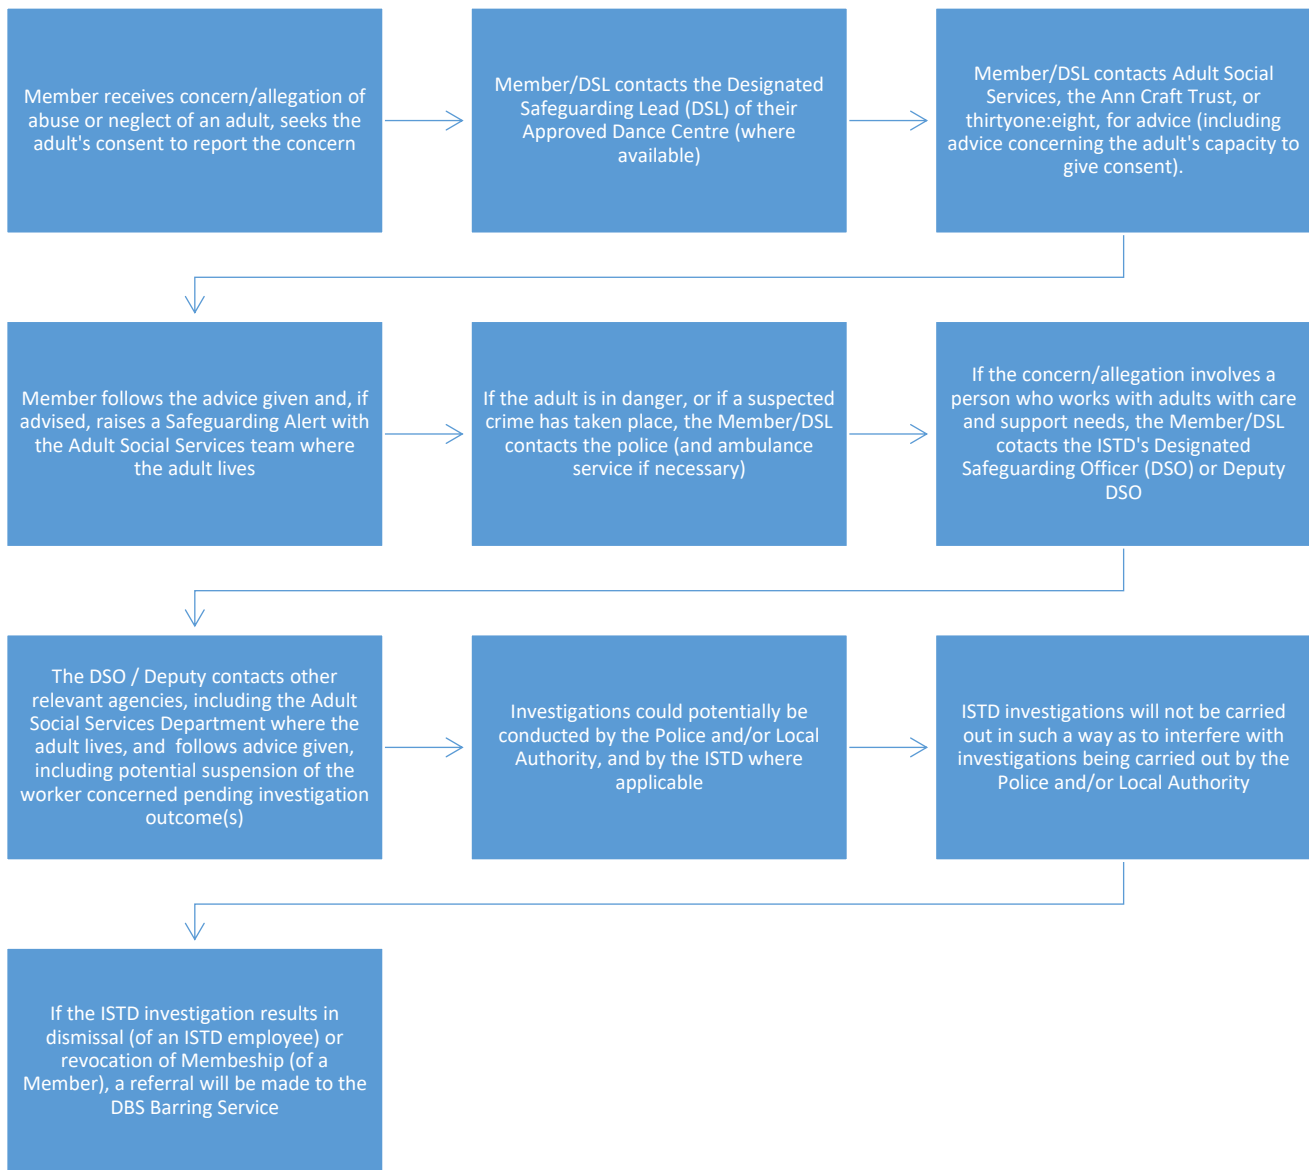 Member receives concern/allegation of
abuse or neglect of an adult, seeks the
adult's consent to report the concern
Member/DSL contacts the Designated
Safeguarding Lead (DSL) of their
Approved Dance Centre (where
available)
Member/DSL contacts Adult Social
Services, the Ann Craft Trust, or
thirtyone:eight, for advice (including
advice concerning the adult's capacity to
give consent).
Member follows the advice given and, if
advised, raises a Safeguarding Alert with
the Adult Social Services team where
the adult lives
If the adult is in danger, or if a suspected
crime has taken place, the Member/DSL
contacts the police (and ambulance
service if necessary)
If the concern/allegation involves a
person who works with adults with care
and support needs, the Member/DSL
cotacts the ISTD's Designated
Safeguarding Officer (DSO) or Deputy
DSO
The DSO / Deputy contacts other
relevant agencies, including the Adult
Social Services Department where the
adult lives, and  follows advice given,
including potential suspension of the
worker concerned pending investigation
outcome(s)
Investigations could potentially be
conducted by the Police and/or Local
Authority, and by the ISTD where
applicable
ISTD investigations will not be carried
out in such a way as to interfere with
investigations being carried out by the
Police and/or Local Authority
If the ISTD investigation results in
dismissal (of an ISTD employee) or
revocation of Membeship (of a
Member), a referral will be made to the
DBS Barring Service